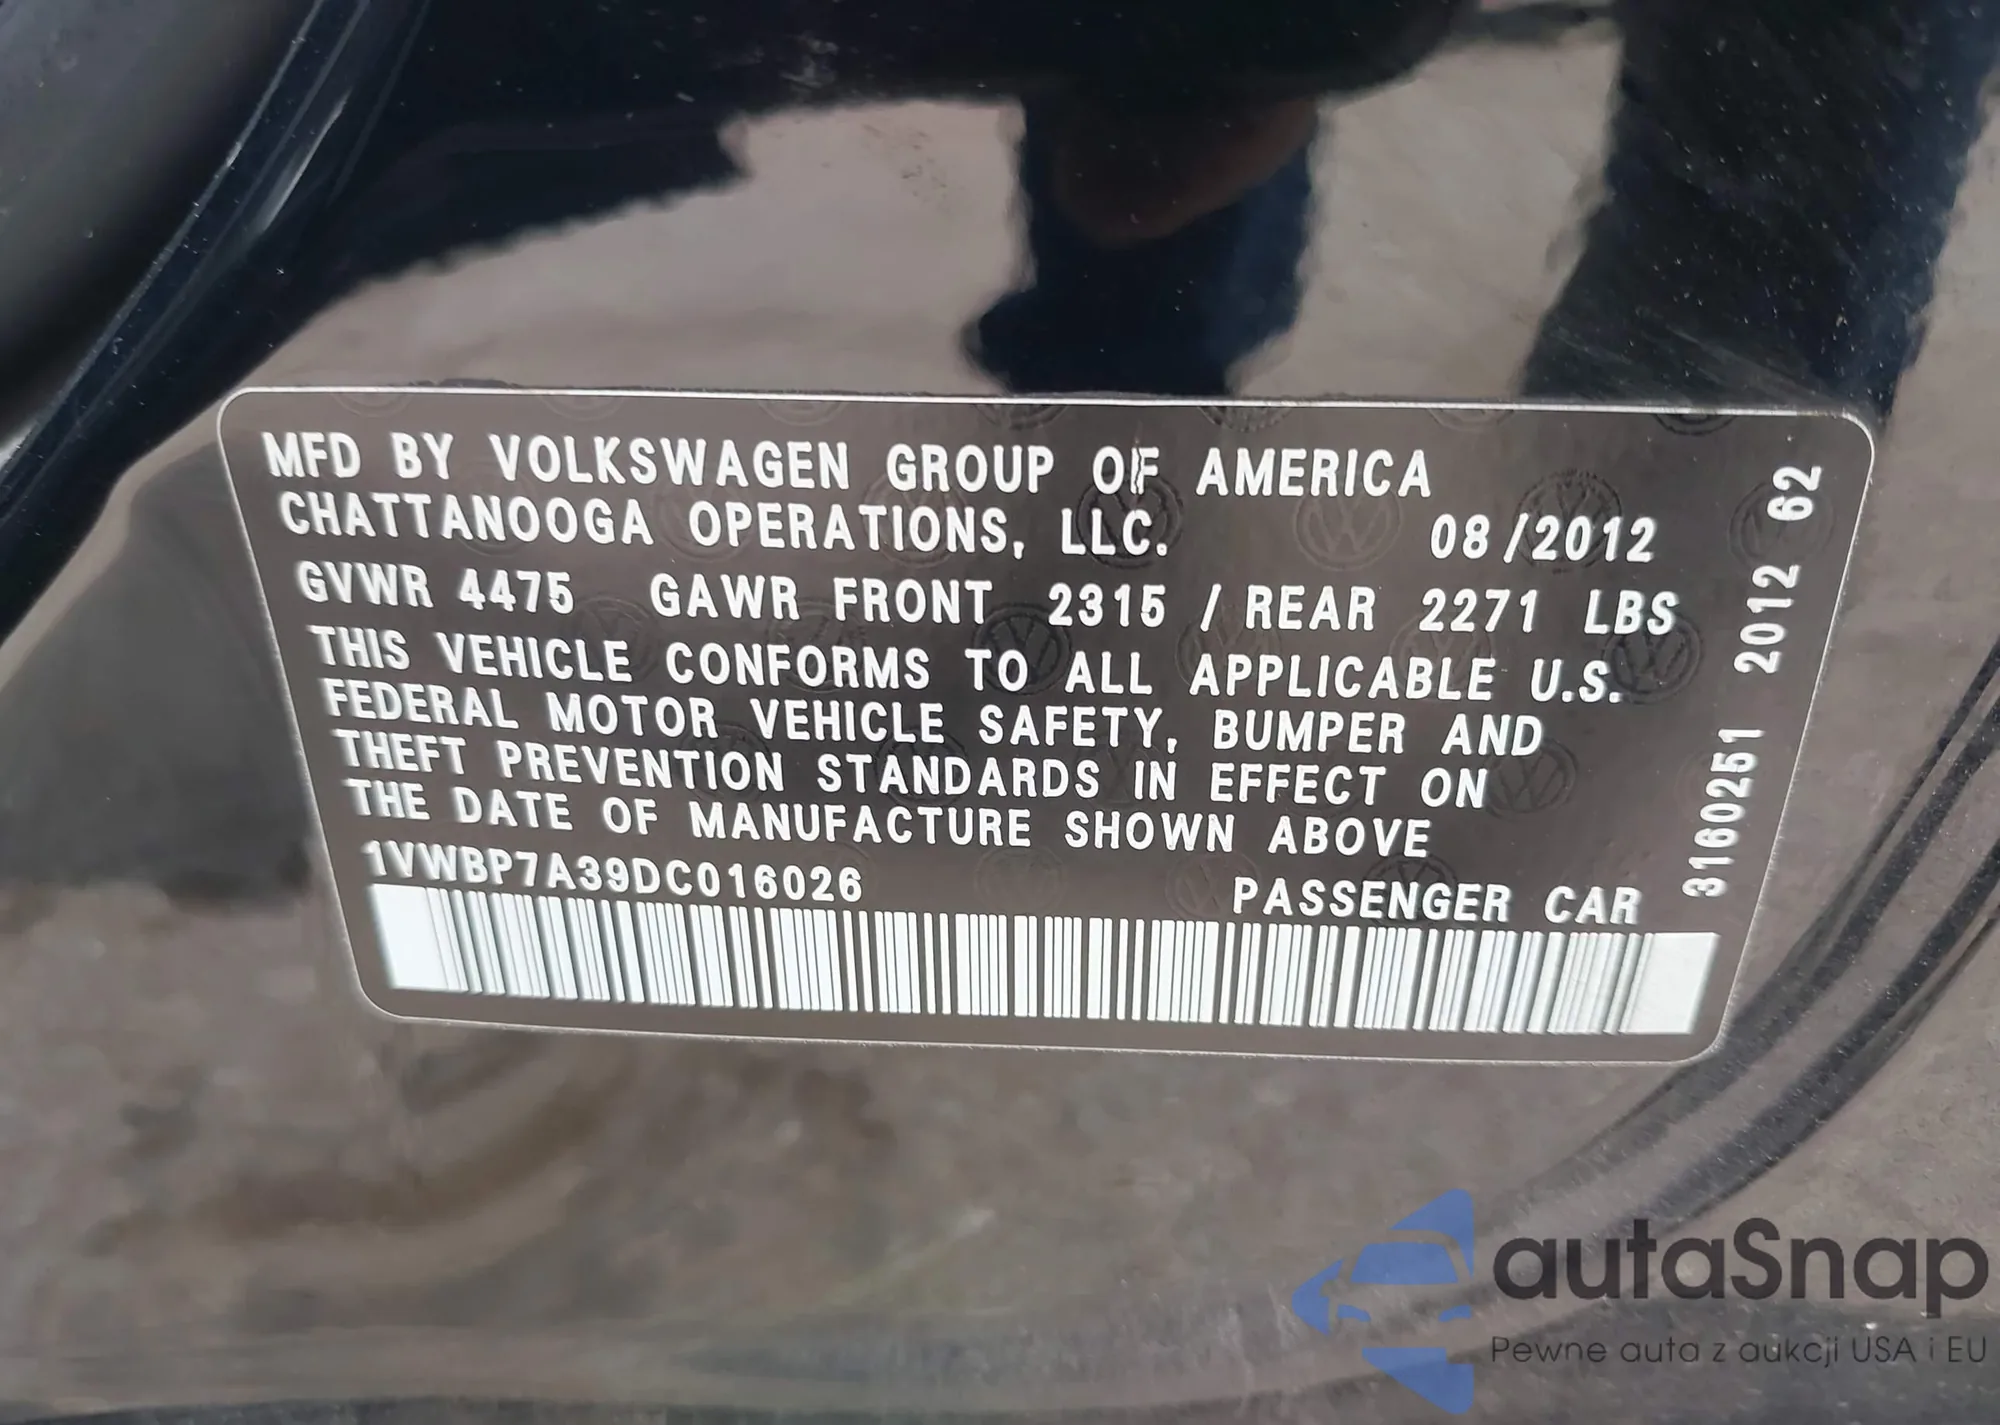 MFD BY VOLKSWAGEN GROUP OF AMERICA
CHATTANOOGA OPERATIONS, LLC. 08/2012
GVWR 4475 GAWR FRONT 2315 / REAR 2271 LBS
THIS VEHICLE CONFORMS TO ALL APPLICABLE U.S.
FEDERAL MOTOR VEHICLE SAFETY, BUMPER AND
THEFT PREVENTION STANDARDS IN EFFECT ON
THE DATE OF MANUFACTURE SHOWN ABOVE
1VWBP7A39DC016026 PASSENGER CAR
3160251 2012 62
autaSnap
Pewne auta z aukcji USA i EU